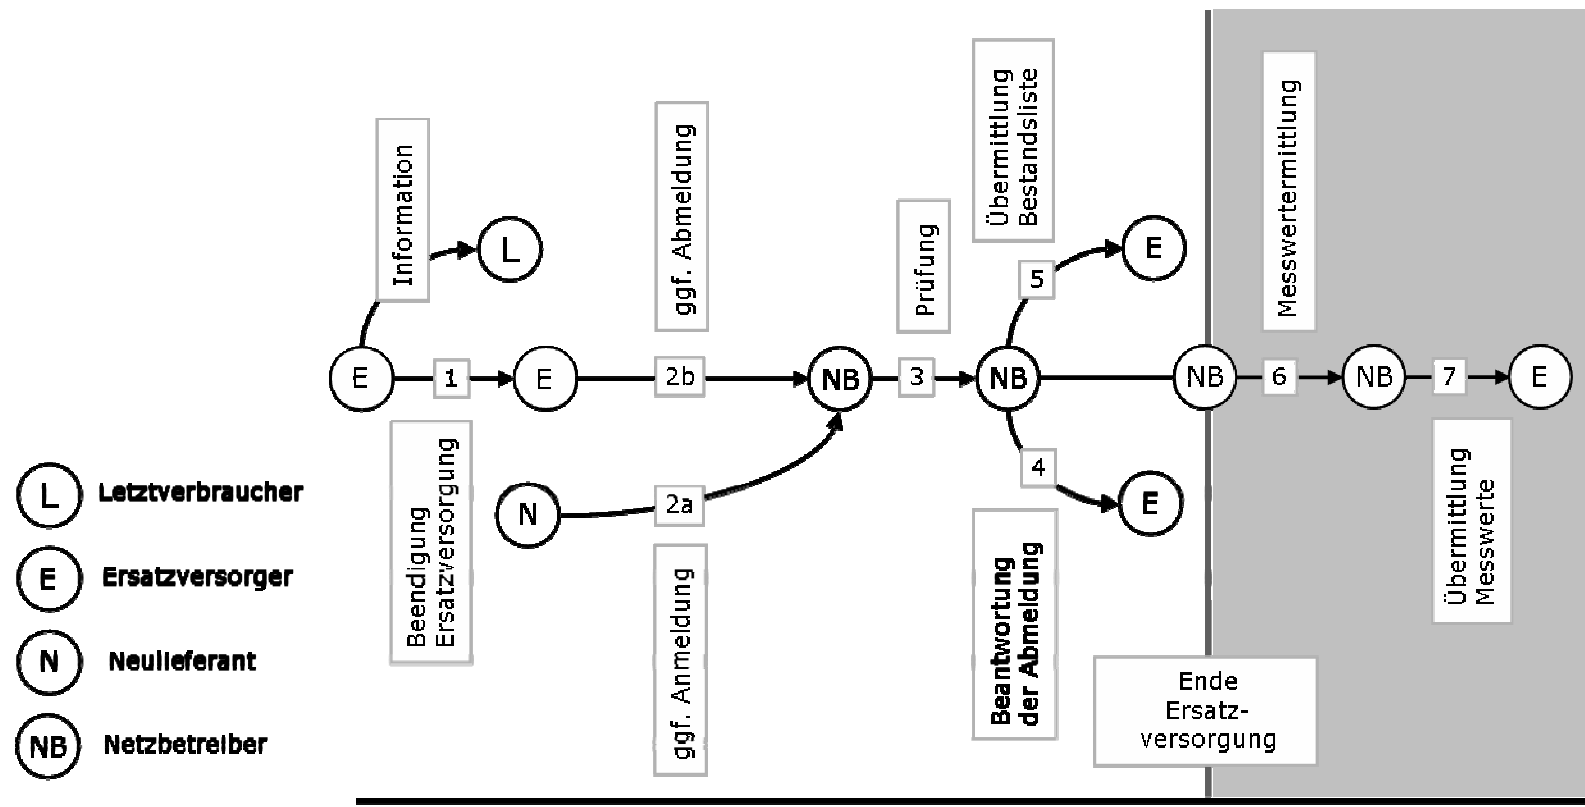 Übermittlung
Bestandsliste
Messwertermittlung
ggf. Abmeldung
Information
Prüfung
L
E
5
E
1
E
2b
NB
3
NB
NB
6
NB
7
E
4
N
2a
E
Beendigung
Ersatzversorgung
Übermittlung
Messwerte
ggf. Anmeldung
Beantwortung
der Abmeldung
Ende
Ersatz-
versorgung
L Letztverbraucher
E Ersatzversorger
N Neulieferant
NB Netzbetreiber